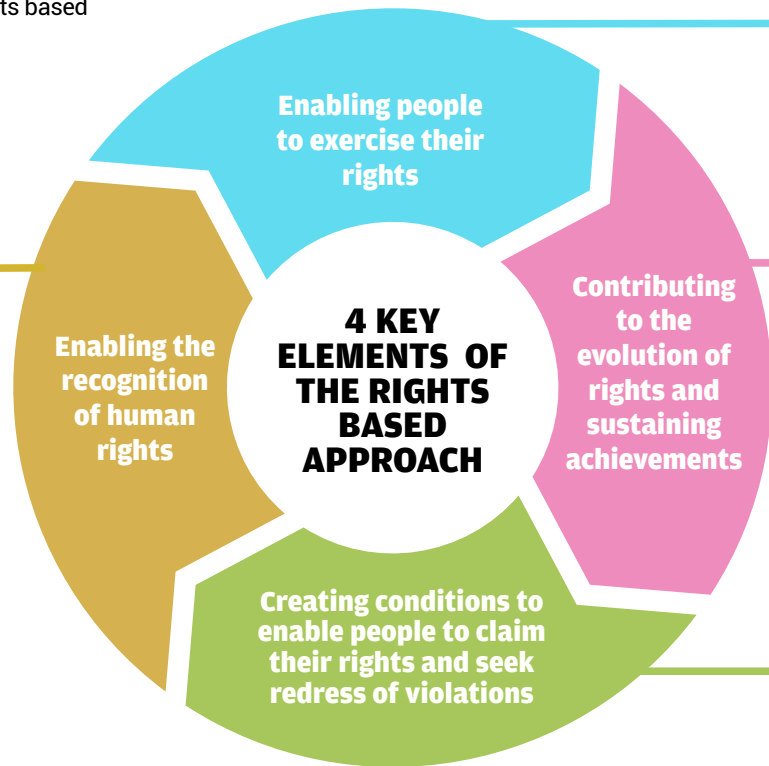 ts based
Enabling people
to exercise their
rights
Contributing
to the
evolution of
rights and
sustaining
achievements
4 KEY
ELEMENTS OF
THE RIGHTS
BASED
APPROACH
Enabling the
recognition
of human
rights
Creating conditions to
enable people to claim
their rights and seek
redress of violations